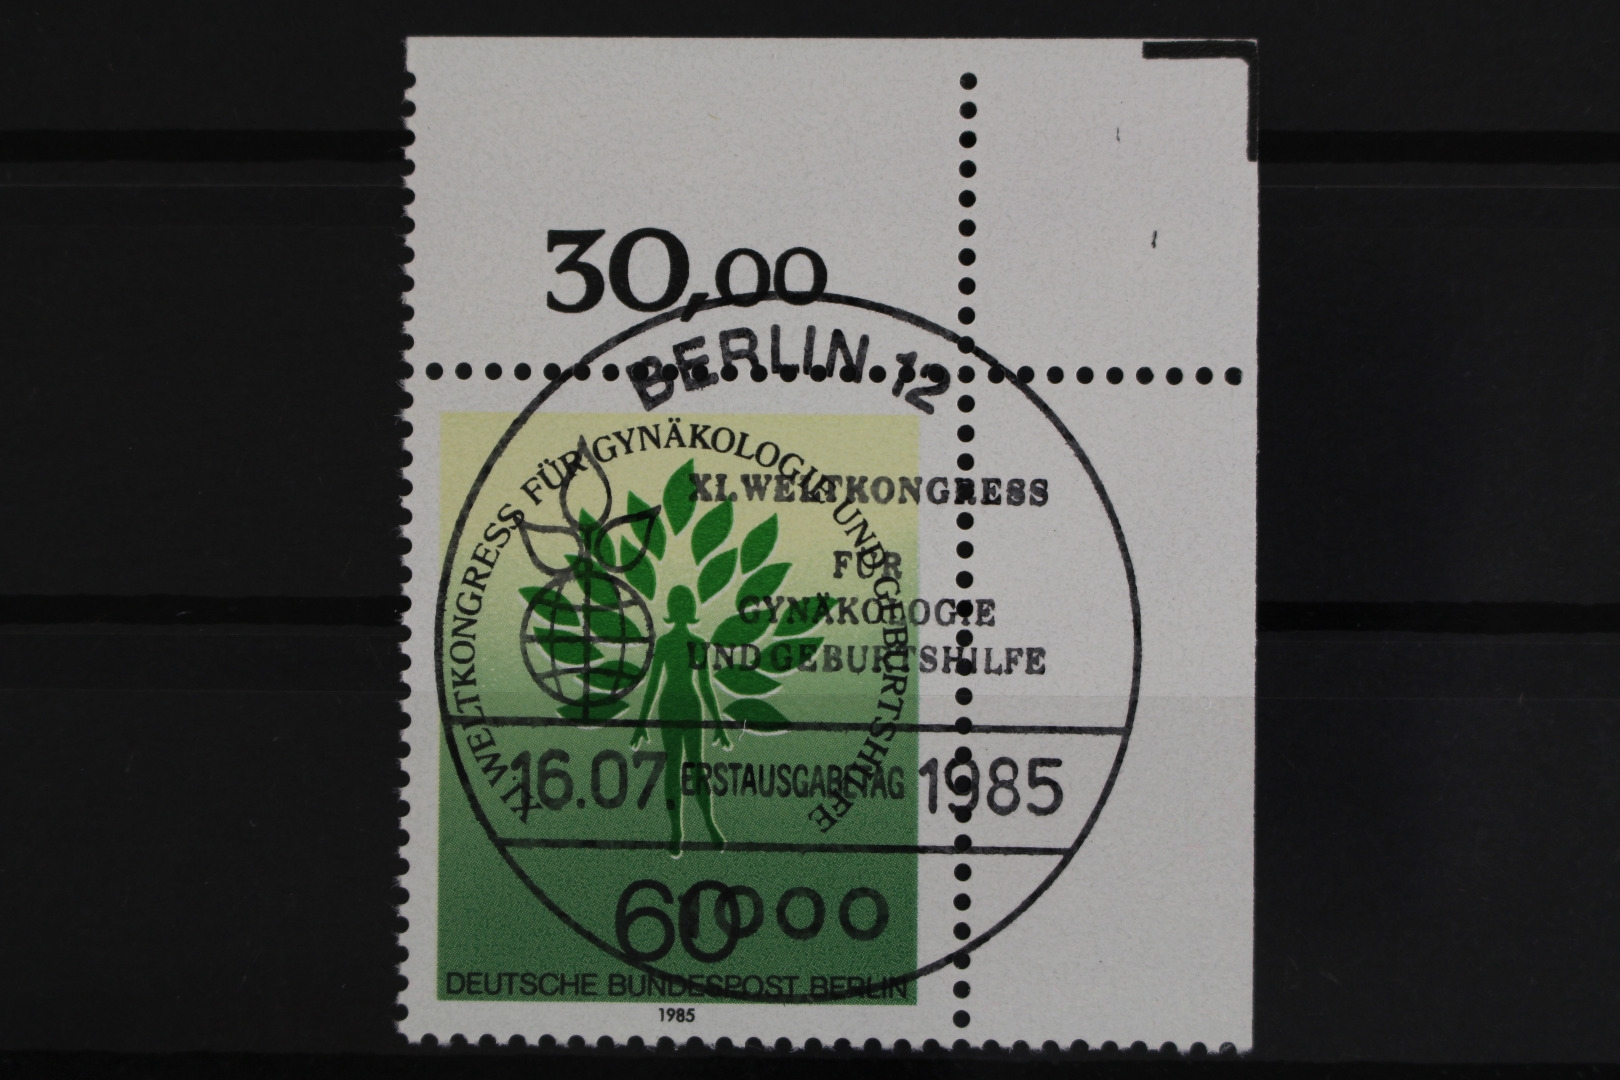 30,00
BERLIN 12
XI. WELTKONGRESS FÜR GYNÄKOLOGIE UND GEBURTSHILFE
XI. WELTKONGRESS
FÜR
GYNÄKOLOGIE
UND GEBURTSHILFE
16.07. ERSTAUSGABETAG 1985
1000
60
DEUTSCHE BUNDESPOST BERLIN
1985